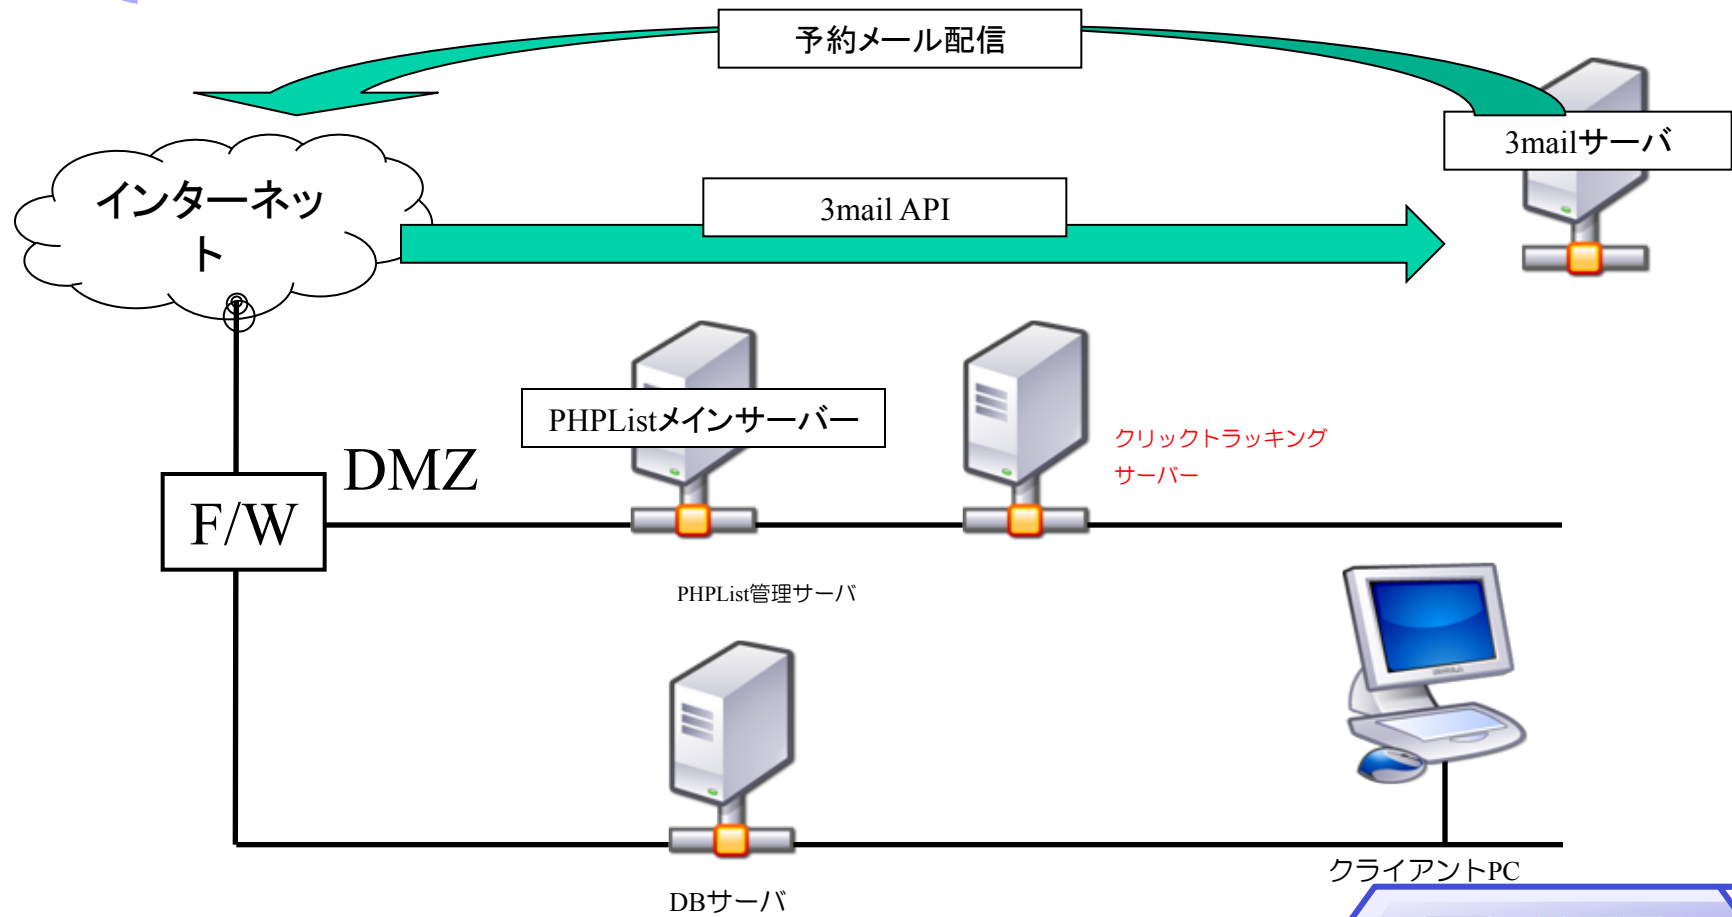 予約メール配信
3mailサーバ
インターネッ
ト
3mail API
PHPListメインサーバー
クリックトラッキング
サーバー
DMZ
F/W
PHPList管理サーバ
クライアントPC
DBサーバ